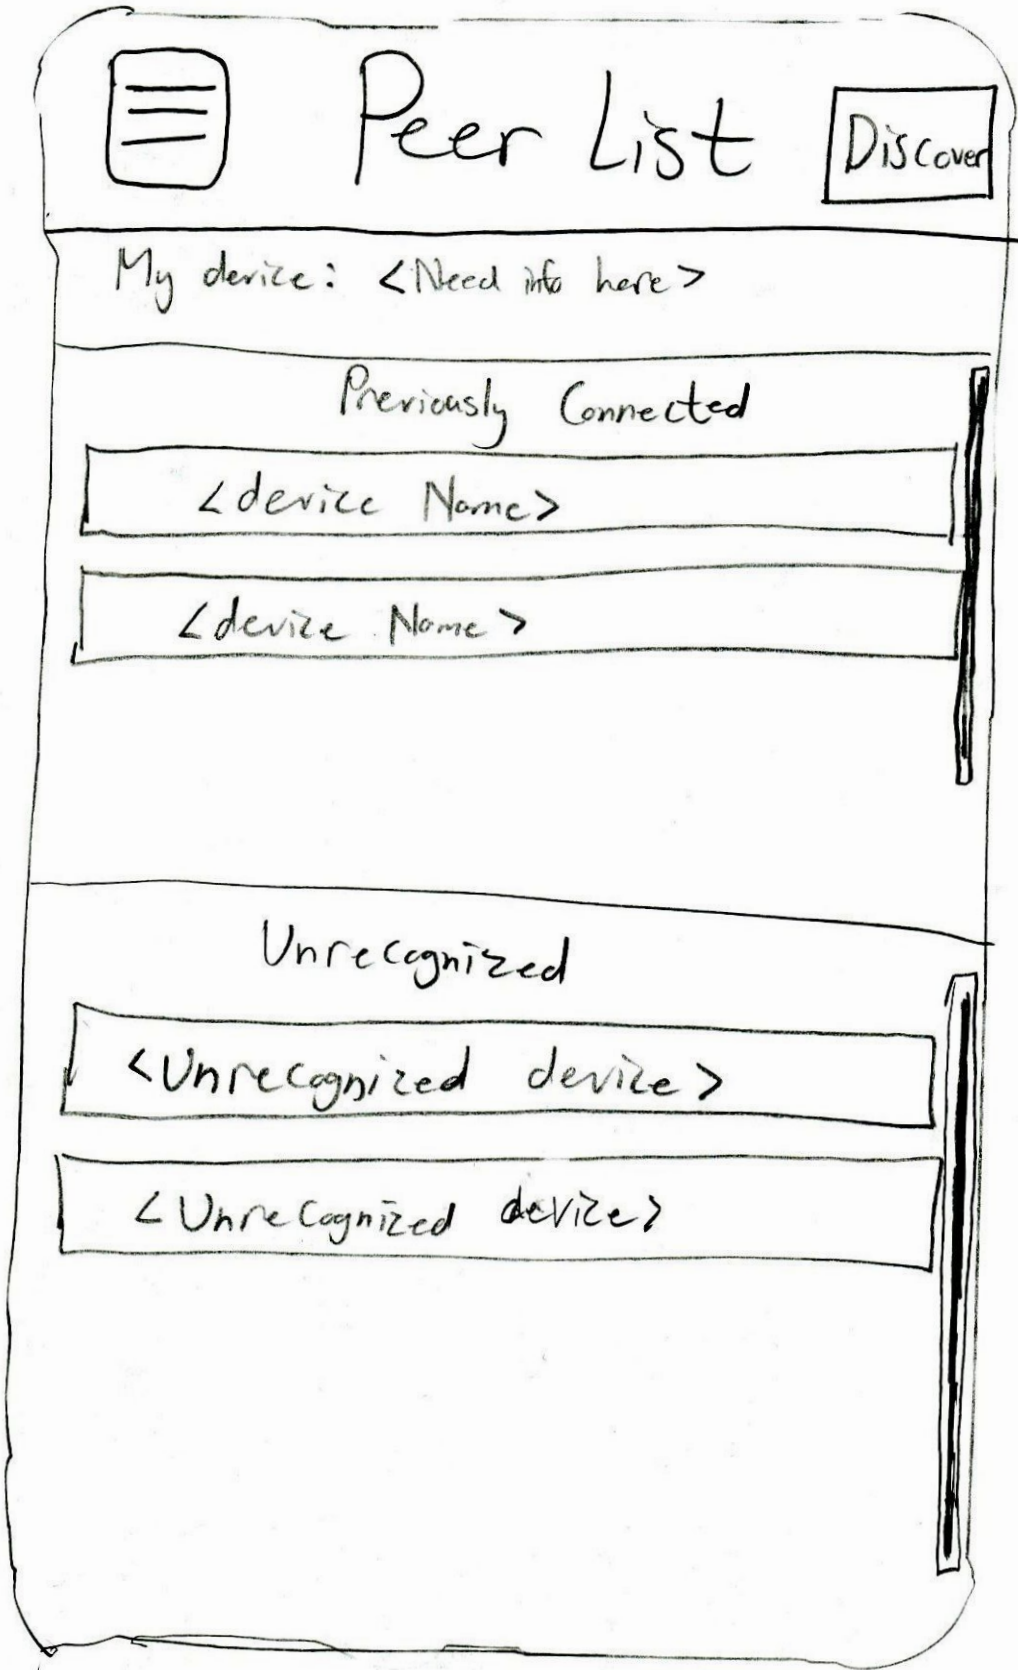 Peer List
Discover
My device: <Need info here>
Previously Connected
<device Name>
<device Name>
Unrecognized
<Unrecognized device>
<Unrecognized device>